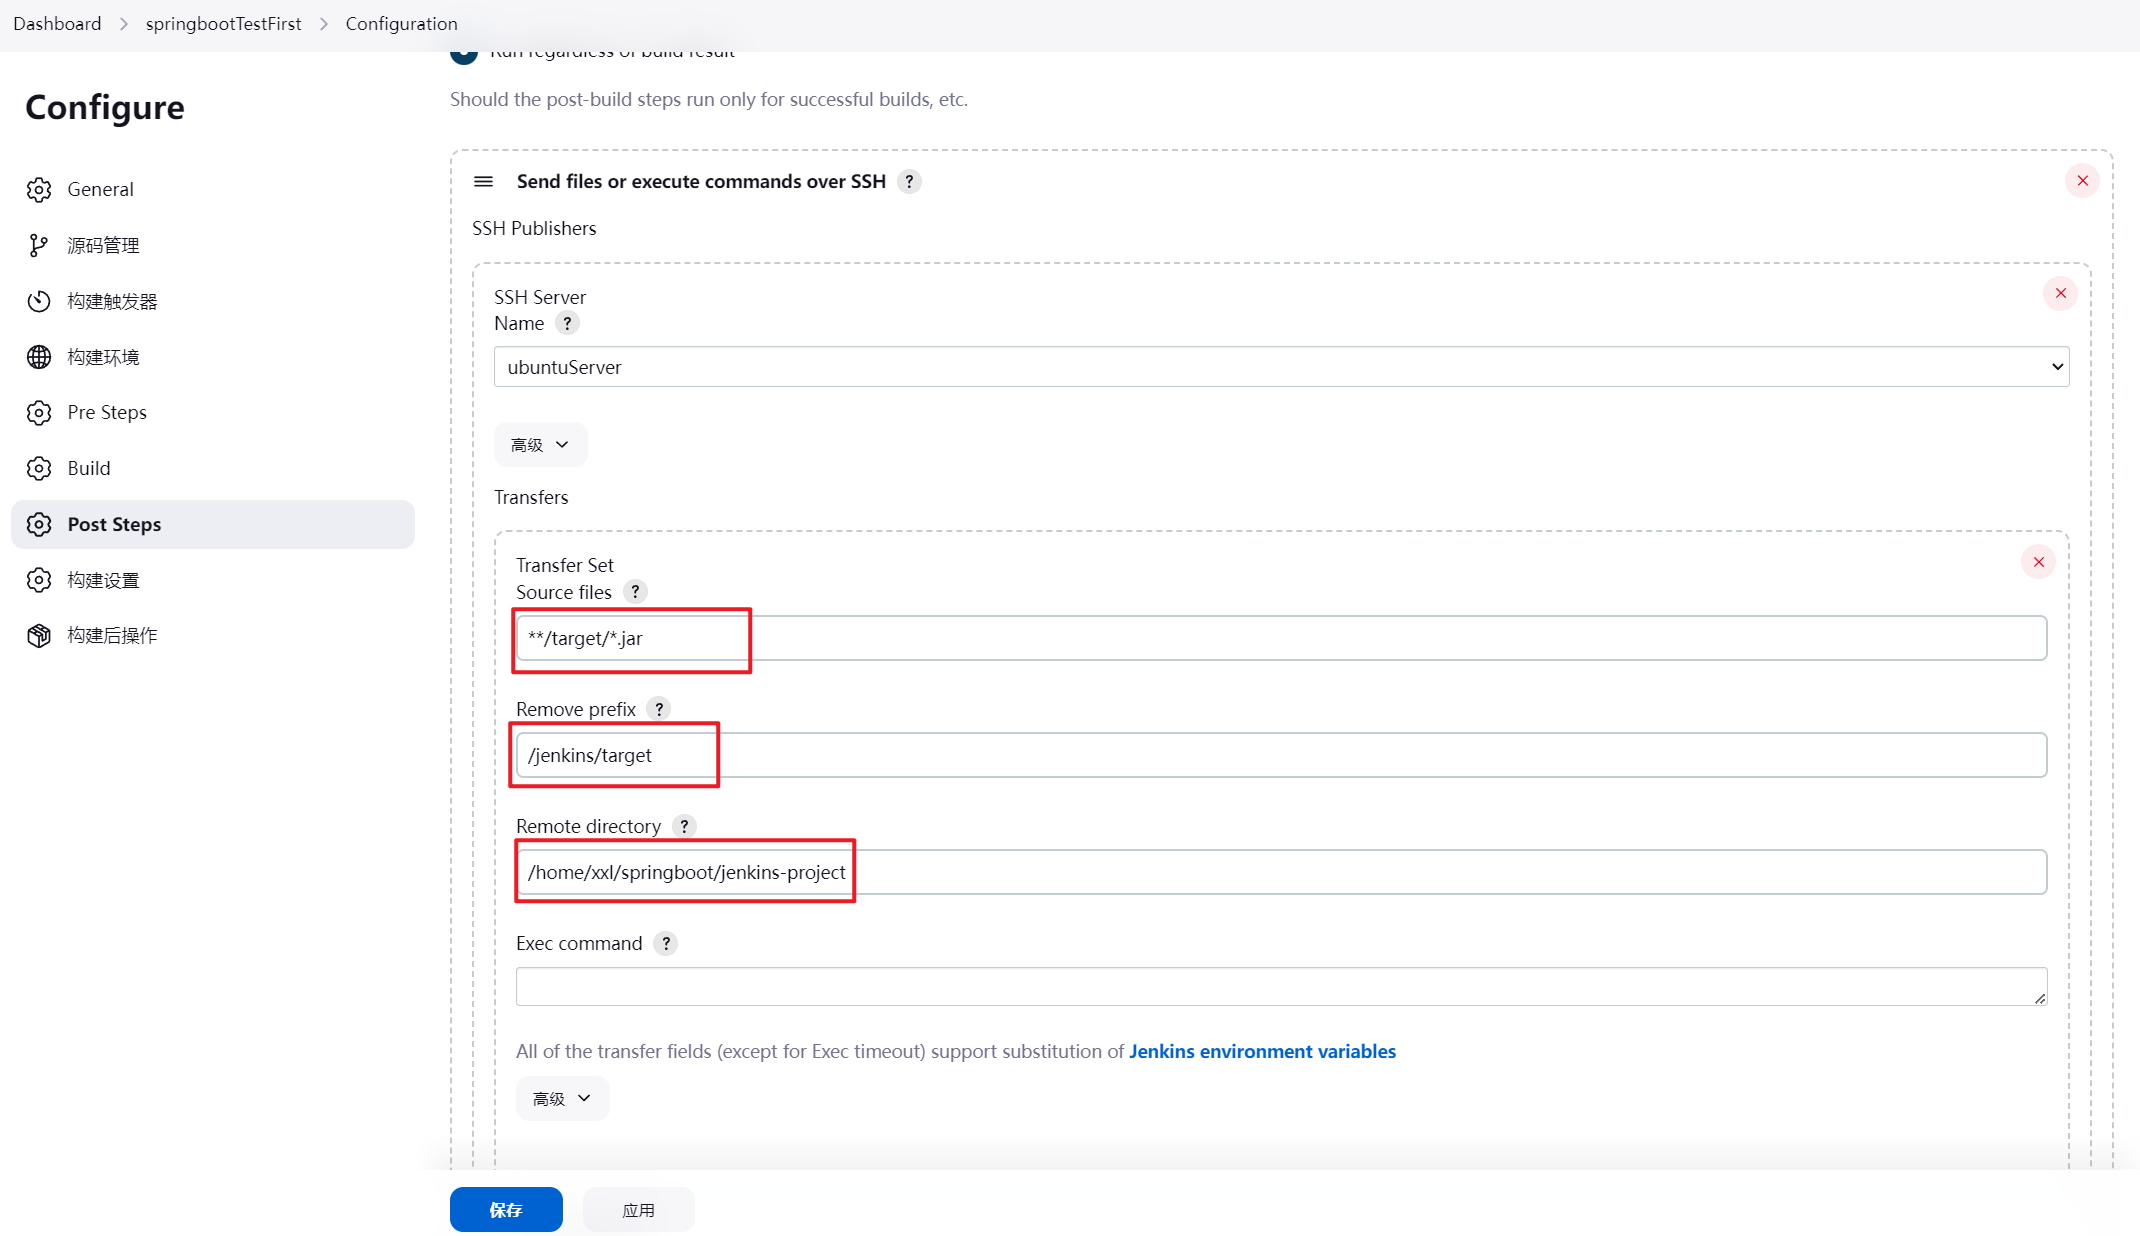 Dashboard > springbootTestFirst > Configuration
Run regardless of build result
Configure
Should the post-build steps run only for successful builds, etc.
General
源码管理
构建触发器
构建环境
Pre Steps
Build
Post Steps
构建设置
构建后操作
Send files or execute commands over SSH ?
SSH Publishers
SSH Server
Name ?
ubuntuServer
高级
Transfers
Transfer Set
Source files ?
**/target/*.jar
Remove prefix ?
/jenkins/target
Remote directory ?
/home/xxl/springboot/jenkins-project
Exec command ?
All of the transfer fields (except for Exec timeout) support substitution of Jenkins environment variables
高级
保存
应用